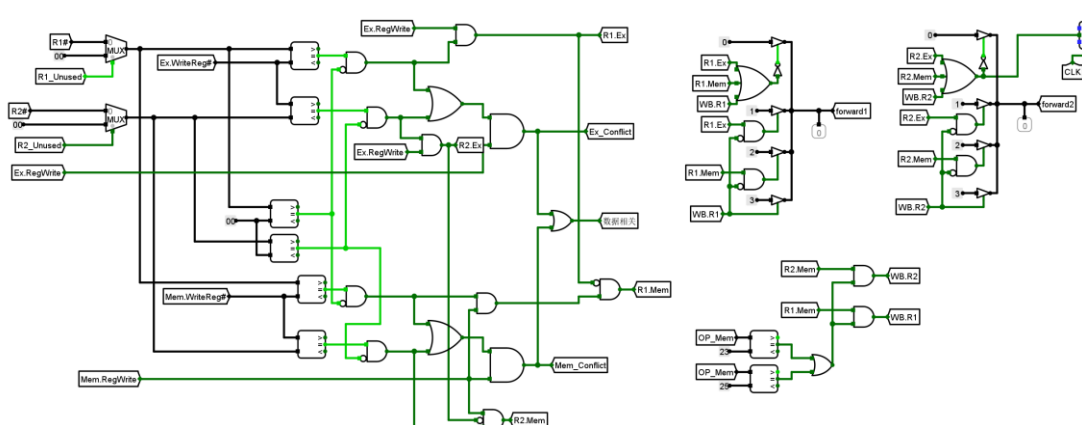 R1#
0
MUX
00
R1_Unused
R2#
0
MUX
00
R2_Unused
Ex.RegWrite
Ex.WriteReg#
Ex.RegWrite
R1.Ex
Ex_Conflict
R2.Ex
Ex.RegWrite
00
数据相关
Mem.WriteReg#
R1.Mem
Mem.RegWrite
Mem_Conflict
R2.Mem
0
R1.Ex
R1.Mem
WB.R1
R1.Ex
1
forward1
0
2
R1.Mem
3
WB.R1
0
R2.Ex
R2.Mem
WB.R2
R2.Ex
1
forward2
0
2
R2.Mem
3
WB.R2
CLK
R2.Mem
WB.R2
R1.Mem
WB.R1
OP_Mem
23
OP_Mem
25